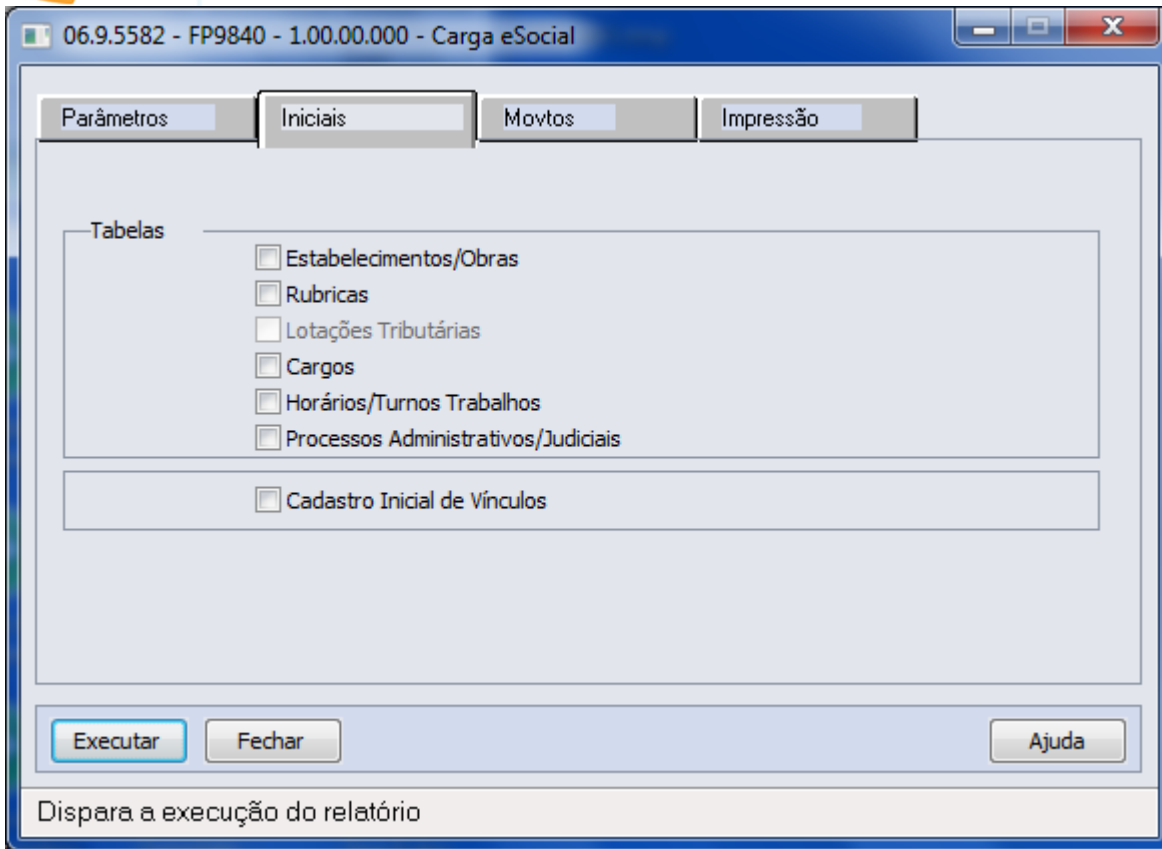 06.9.5582 - FP9840 - 1.00.00.000 - Carga eSocial
Parâmetros Iniciais Movtos Impressão
Tabelas
Estabelecimentos/Obras
Rubricas
Lotações Tributárias
Cargos
Horários/Turnos Trabalhos
Processos Administrativos/Judiciais
Cadastro Inicial de Vínculos
Executar Fechar Ajuda
Dispara a execução do relatório